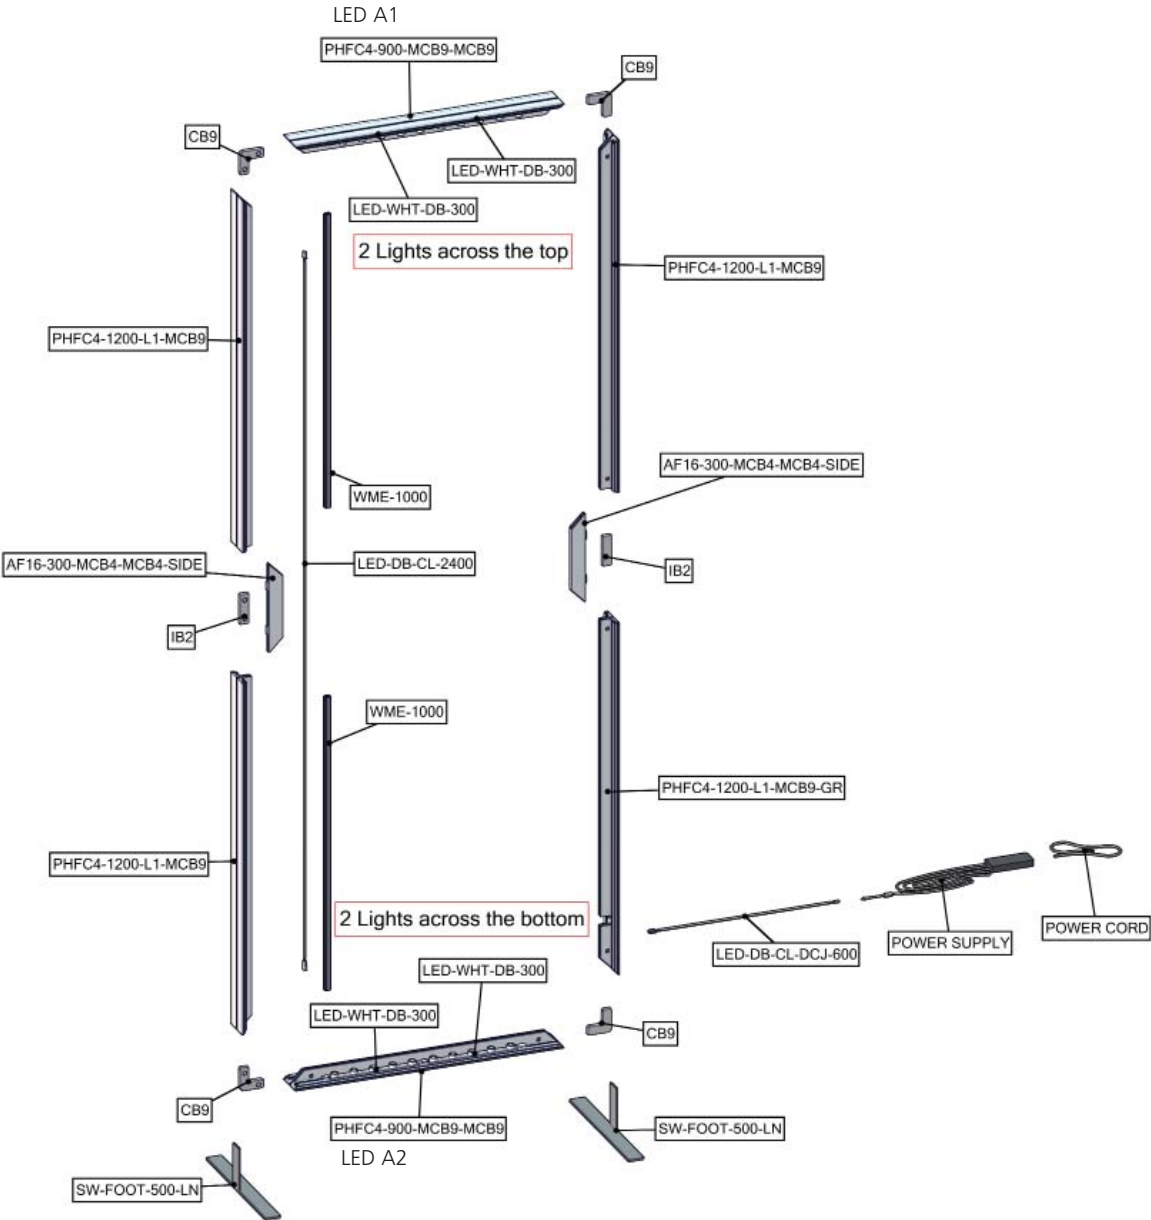 LED A1
PHFC4-900-MCB9-MCB9
CB9
CB9
LED-WHT-DB-300
LED-WHT-DB-300
2 Lights across the top
PHFC4-1200-L1-MCB9
PHFC4-1200-L1-MCB9
AF16-300-MCB4-MCB4-SIDE
WME-1000
AF16-300-MCB4-MCB4-SIDE
LED-DB-CL-2400
IB2
IB2
WME-1000
PHFC4-1200-L1-MCB9-GR
PHFC4-1200-L1-MCB9
2 Lights across the bottom
POWER CORD
POWER SUPPLY
LED-DB-CL-DCJ-600
LED-WHT-DB-300
LED-WHT-DB-300
CB9
CB9
PHFC4-900-MCB9-MCB9
SW-FOOT-500-LN
LED A2
SW-FOOT-500-LN